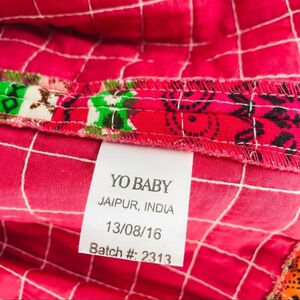 YO BABY
JAIPUR, INDIA
13/08/16
Batch #: 2313